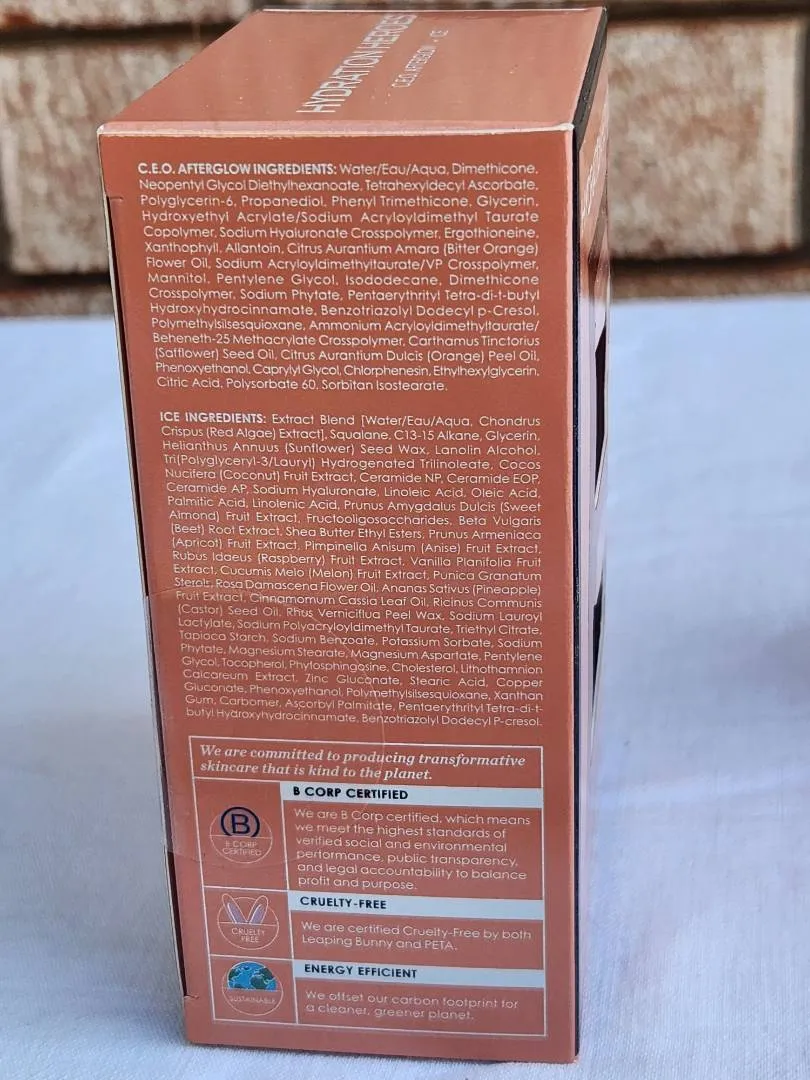 HYDRATION HEROES
C.E.O. AFTERGLOW + ICE
C.E.O. AFTERGLOW INGREDIENTS: Water/Eau/Aqua, Dimethicone,
Neopentyl Glycol Diethylhexanoate, Tetrahexyldecyl Ascorbate,
Polyglycerin-6, Propanediol, Phenyl Trimethicone, Glycerin,
Hydroxyethyl Acrylate/Sodium Acryloyldimethyl Taurate
Copolymer, Sodium Hyaluronate Crosspolymer, Ergothioneine,
Xanthophyll, Allantoin, Citrus Aurantium Amara (Bitter Orange)
Flower Oil, Sodium Acryloyldimethyltaurate/VP Crosspolymer,
Mannitol, Pentylene Glycol, Isododecane, Dimethicone
Crosspolymer, Sodium Phytate, Pentaerythrityl Tetra-di-t-butyl
Hydroxyhydrocinnamate, Benzotriazolyl Dodecyl p-Cresol,
Polymethylsilsesquioxane, Ammonium Acryloyldimethyltaurate/
Beheneth-25 Methacrylate Crosspolymer, Carthamus Tinctorius
(Safflower) Seed Oil, Citrus Aurantium Dulcis (Orange) Peel Oil,
Phenoxyethanol, Caprylyl Glycol, Chlorphenesin, Ethylhexylglycerin,
Citric Acid, Polysorbate 60, Sorbitan Isostearate.
ICE INGREDIENTS: Extract Blend [Water/Eau/Aqua, Chondrus
Crispus (Red Algae) Extract], Squalane, C13-15 Alkane, Glycerin,
Helianthus Annuus (Sunflower) Seed Wax, Lanolin Alcohol,
Tri(Polyglyceryl-3/Lauryl) Hydrogenated Trilinoleate, Cocos
Nucifera (Coconut) Fruit Extract, Ceramide NP, Ceramide EOP,
Ceramide AP, Sodium Hyaluronate, Linoleic Acid, Oleic Acid,
Palmitic Acid, Linolenic Acid, Prunus Amygdalus Dulcis (Sweet
Almond) Fruit Extract, Fructooligosaccharides, Beta Vulgaris
(Beet) Root Extract, Shea Butter Ethyl Esters, Prunus Armeniaca
(Apricot) Fruit Extract, Pimpinella Anisum (Anise) Fruit Extract,
Rubus Idaeus (Raspberry) Fruit Extract, Vanilla Planifolia Fruit
Extract, Cucumis Melo (Melon) Fruit Extract, Punica Granatum
Sterols, Rosa Damascena Flower Oil, Ananas Sativus (Pineapple)
Fruit Extract, Cinnamomum Cassia Leaf Oil, Ricinus Communis
(Castor) Seed Oil, Rhus Verniciflua Peel Wax, Sodium Lauroyl
Lactylate, Sodium Polyacryloyldimethyl Taurate, Triethyl Citrate,
Tapioca Starch, Sodium Benzoate, Potassium Sorbate, Sodium
Phytate, Magnesium Stearate, Magnesium Aspartate, Pentylene
Glycol, Tocopherol, Phytosphingosine, Cholesterol, Lithothamnion
Calcareum Extract, Zinc Gluconate, Stearic Acid, Copper
Gluconate, Phenoxyethanol, Polymethylsilsesquioxane, Xanthan
Gum, Carbomer, Ascorbyl Palmitate, Pentaerythrityl Tetra-di-t-
butyl Hydroxyhydrocinnamate, Benzotriazolyl Dodecyl P-cresol.
We are committed to producing transformative
skincare that is kind to the planet.
B CORP CERTIFIED
B
B CORP
CERTIFIED
We are B Corp certified, which means
we meet the highest standards of
verified social and environmental
performance, public transparency,
and legal accountability to balance
profit and purpose.
CRUELTY-FREE
CRUELTY
FREE
We are certified Cruelty-Free by both
Leaping Bunny and PETA.
ENERGY EFFICIENT
SUSTAINABLE
We offset our carbon footprint for
a cleaner, greener planet.